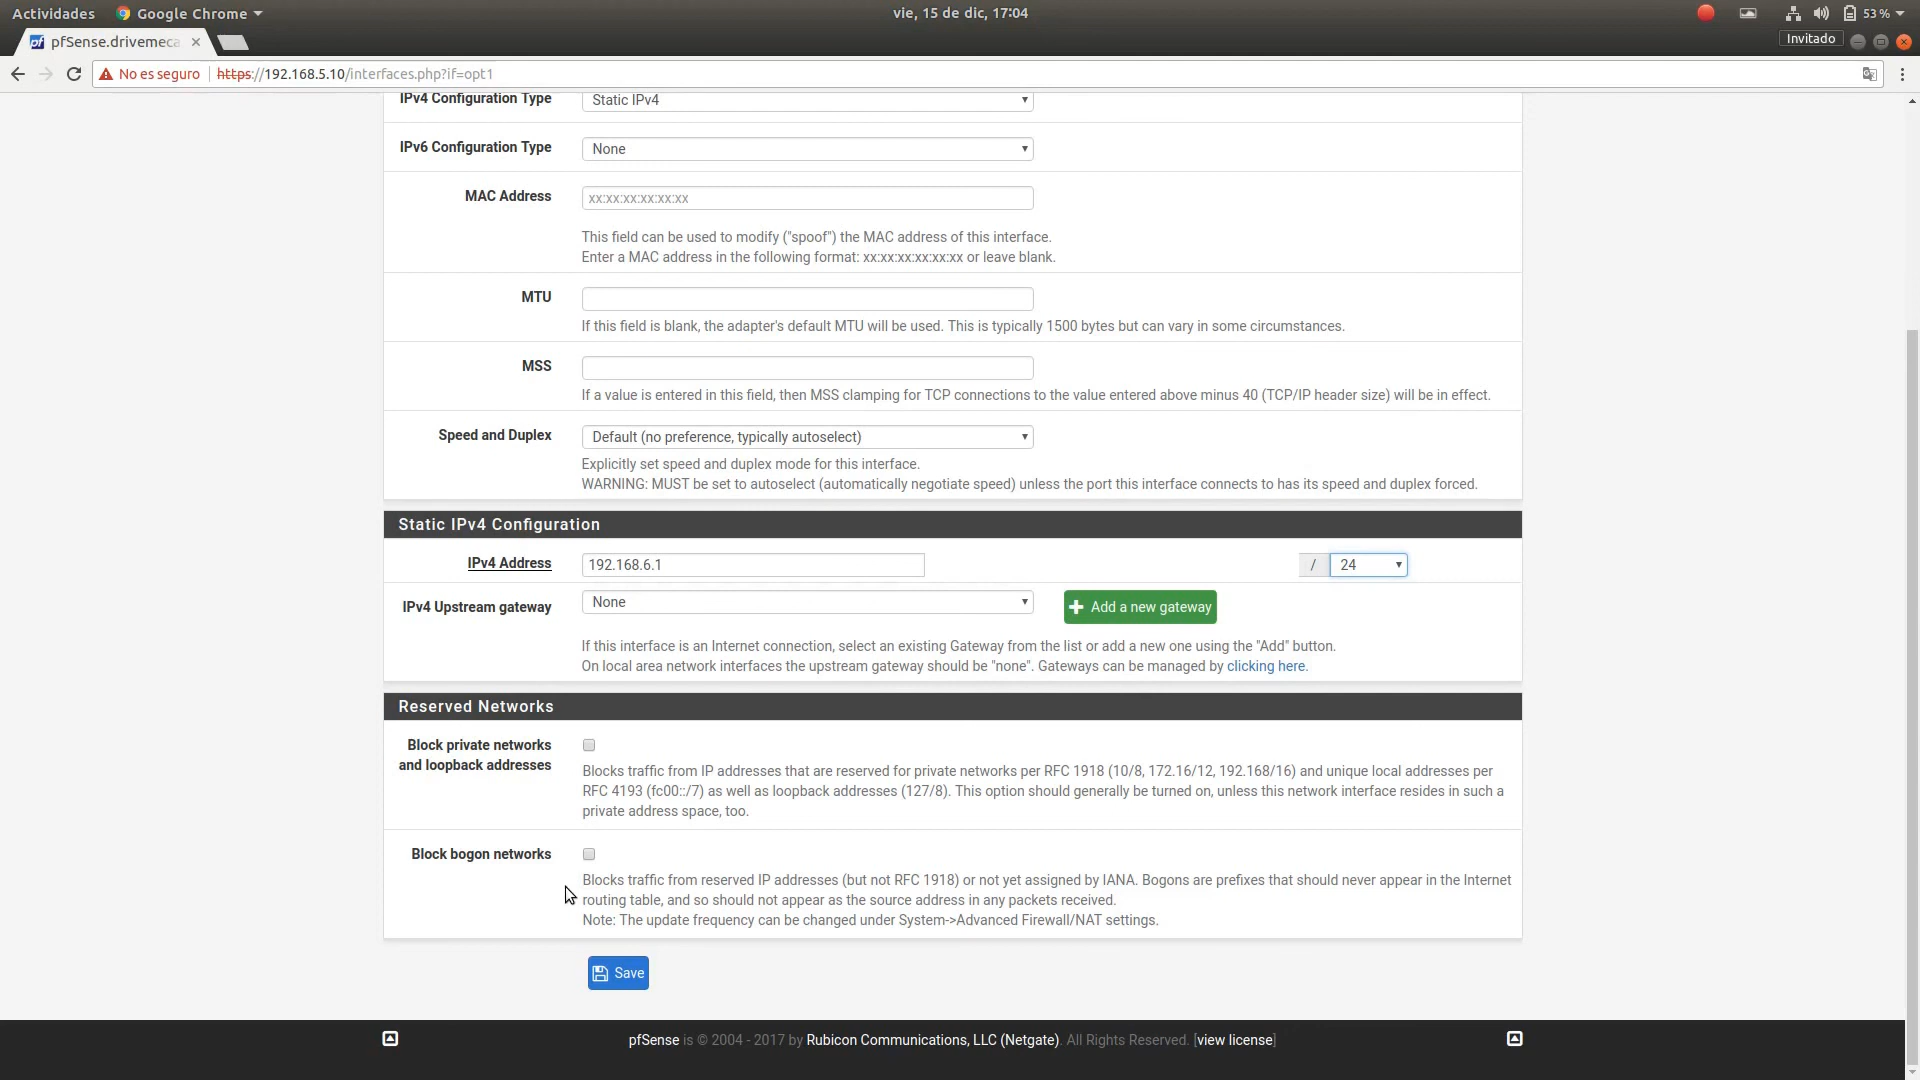 Actividades
Google Chrome
vie, 15 de dic, 17:04
53 %
pfSense.drivemeca
Invitado
No es seguro
https://192.168.5.10/interfaces.php?if=opt1
IPv4 Configuration Type
Static IPv4
IPv6 Configuration Type
None
MAC Address
xx:xx:xx:xx:xx:xx
This field can be used to modify ("spoof") the MAC address of this interface.
Enter a MAC address in the following format: xx:xx:xx:xx:xx:xx or leave blank.
MTU
If this field is blank, the adapter's default MTU will be used. This is typically 1500 bytes but can vary in some circumstances.
MSS
If a value is entered in this field, then MSS clamping for TCP connections to the value entered above minus 40 (TCP/IP header size) will be in effect.
Speed and Duplex
Default (no preference, typically autoselect)
Explicitly set speed and duplex mode for this interface.
WARNING: MUST be set to autoselect (automatically negotiate speed) unless the port this interface connects to has its speed and duplex forced.
Static IPv4 Configuration
IPv4 Address
192.168.6.1
/
24
IPv4 Upstream gateway
None
Add a new gateway
If this interface is an Internet connection, select an existing Gateway from the list or add a new one using the "Add" button.
On local area network interfaces the upstream gateway should be "none". Gateways can be managed by clicking here.
Reserved Networks
Block private networks
and loopback addresses
Blocks traffic from IP addresses that are reserved for private networks per RFC 1918 (10/8, 172.16/12, 192.168/16) and unique local addresses per
RFC 4193 (fc00::/7) as well as loopback addresses (127/8). This option should generally be turned on, unless this network interface resides in such a
private address space, too.
Block bogon networks
Blocks traffic from reserved IP addresses (but not RFC 1918) or not yet assigned by IANA. Bogons are prefixes that should never appear in the Internet
routing table, and so should not appear as the source address in any packets received.
Note: The update frequency can be changed under System->Advanced Firewall/NAT settings.
Save
pfSense is © 2004 - 2017 by Rubicon Communications, LLC (Netgate). All Rights Reserved. [view license]